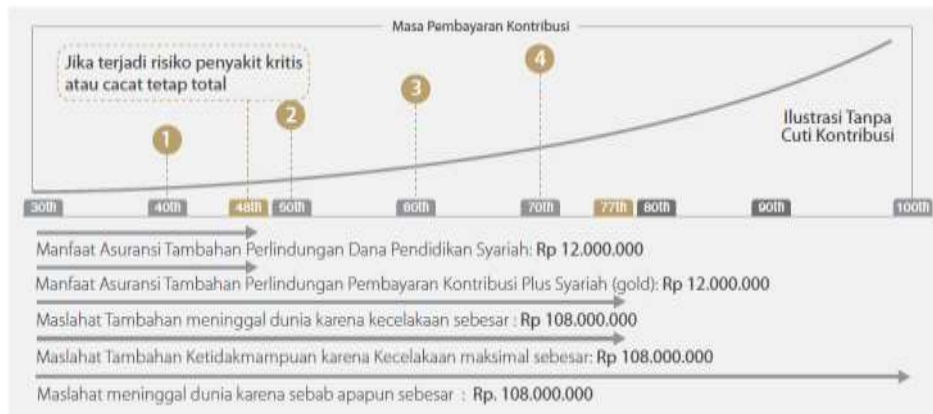 Masa Pembayaran Kontribusi
Jika terjadi risiko penyakit kritis
atau cacat tetap total
1
2
3
4
Ilustrasi Tanpa
Cuti Kontribusi
30th 40th 48th 50th 60th 70th 77th 80th 90th 100th
Manfaat Asuransi Tambahan Perlindungan Dana Pendidikan Syariah: Rp 12.000.000
Manfaat Asuransi Tambahan Perlindungan Pembayaran Kontribusi Plus Syariah (gold): Rp 12.000.000
Maslahat Tambahan meninggal dunia karena kecelakaan sebesar : Rp 108.000.000
Maslahat Tambahan Ketidakmampuan karena Kecelakaan maksimal sebesar: Rp 108.000.000
Maslahat meninggal dunia karena sebab apapun sebesar : Rp. 108.000.000